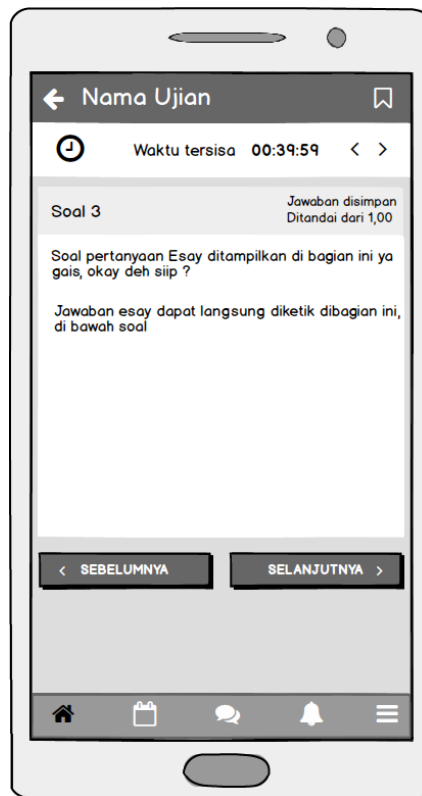 Nama Ujian
Waktu tersisa 00:39:59
Soal 3
Jawaban disimpan
Ditandai dari 1,00
Soal pertanyaan Esay ditampilkan di bagian ini ya
gais, okay deh siip ?
Jawaban esay dapat langsung diketik dibagian ini,
di bawah soal
< SEBELUMNYA
SELANJUTNYA >